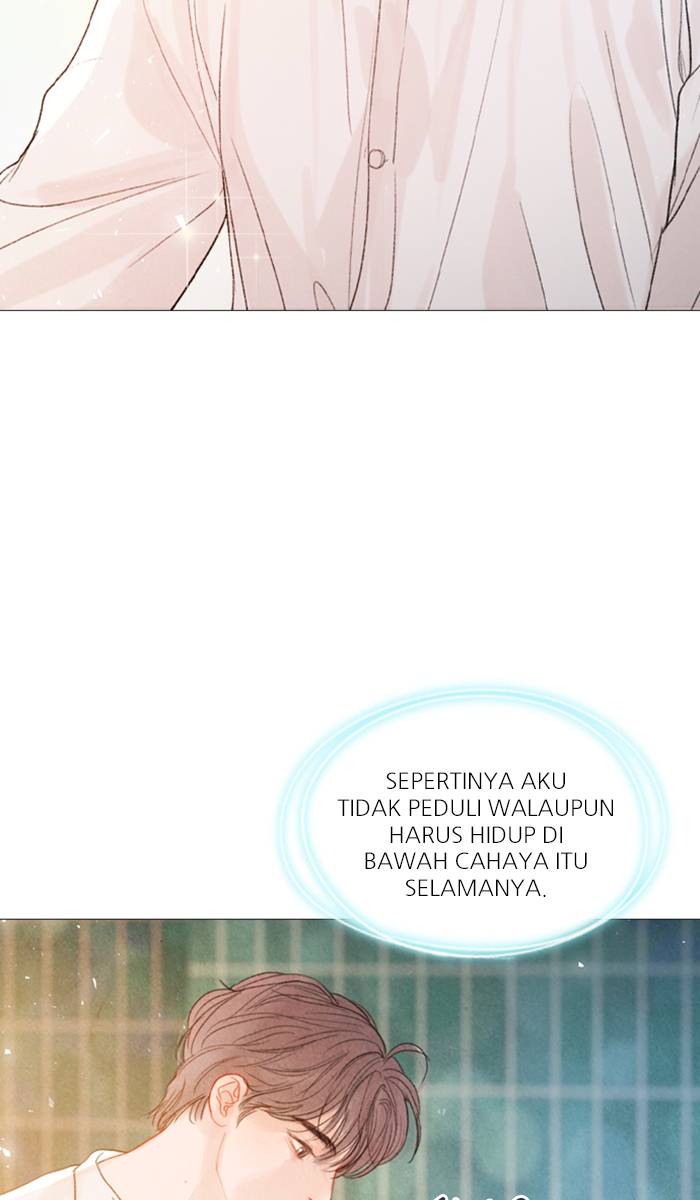 SEPERTINYA AKU
TIDAK PEDULI WALAUPUN
HARUS HIDUP DI
BAWAH CAHAYA ITU
SELAMANYA.